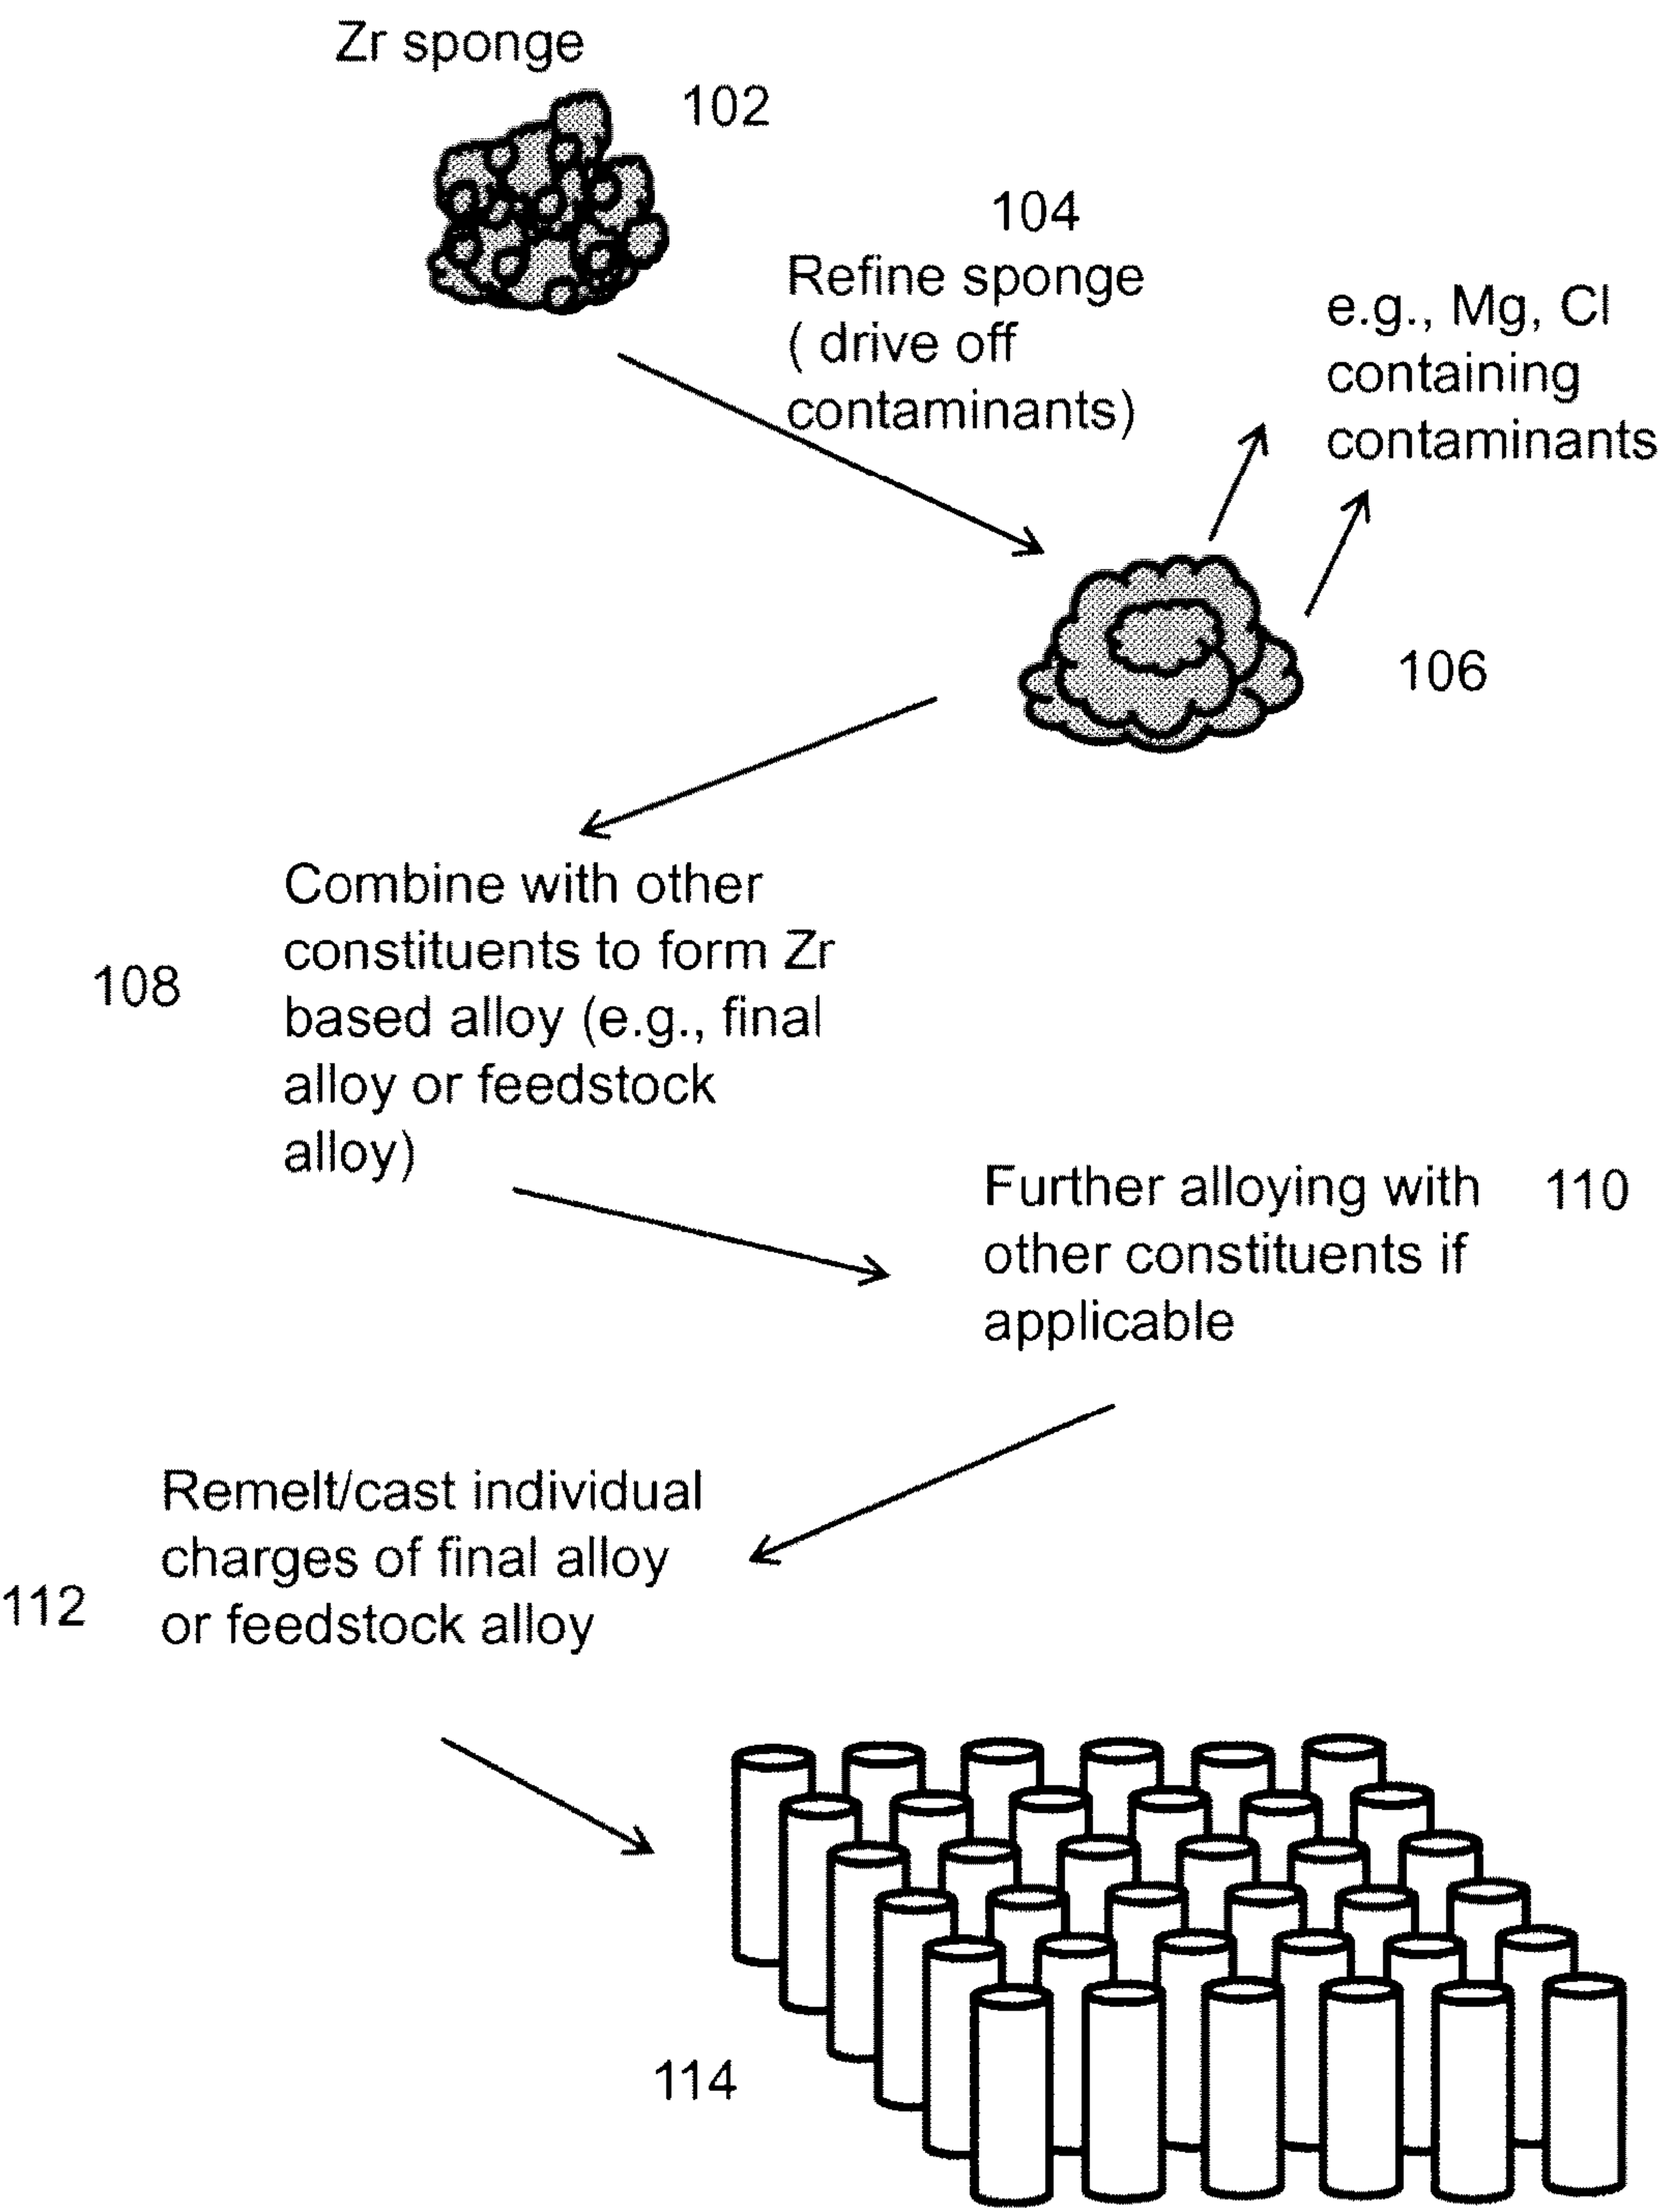 Zr sponge
102
104
Refine sponge
( drive off
contaminants)
e.g., Mg, Cl
containing
contaminants
106
108
Combine with other
constituents to form Zr
based alloy (e.g., final
alloy or feedstock
alloy)
Further alloying with
other constituents if
applicable
110
Remelt/cast individual
charges of final alloy
or feedstock alloy
112
114